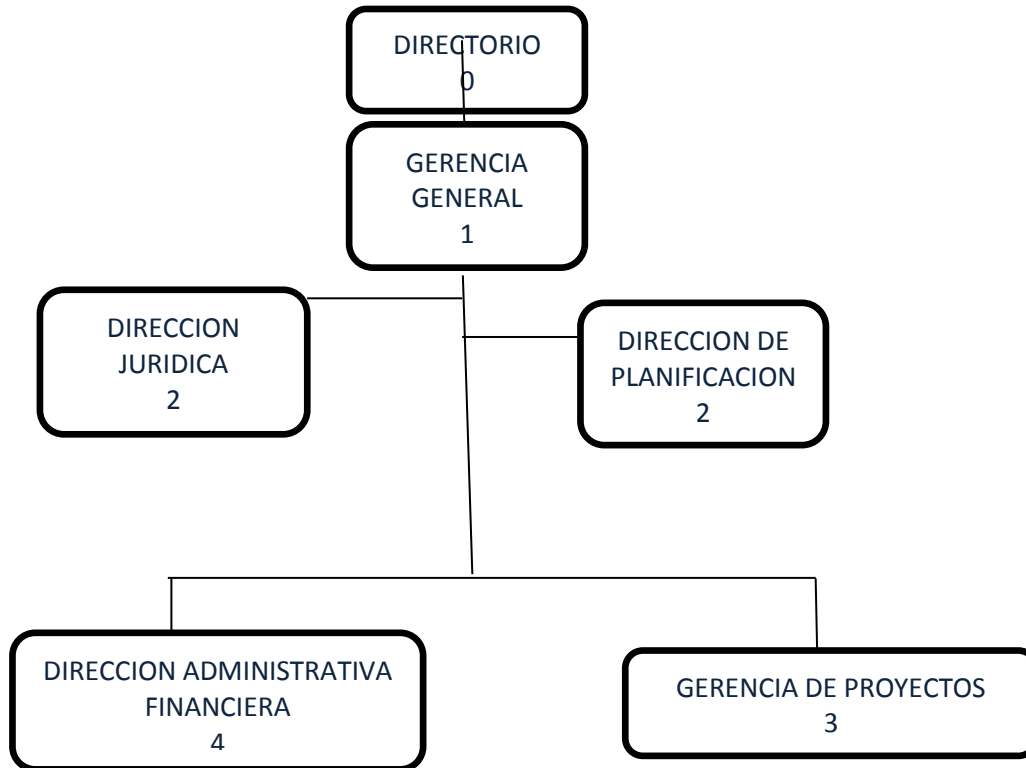 DIRECTORIO
0
GERENCIA
GENERAL
1
DIRECCION
JURIDICA
2
DIRECCION DE
PLANIFICACION
2
DIRECCION ADMINISTRATIVA
FINANCIERA
4
GERENCIA DE PROYECTOS
3